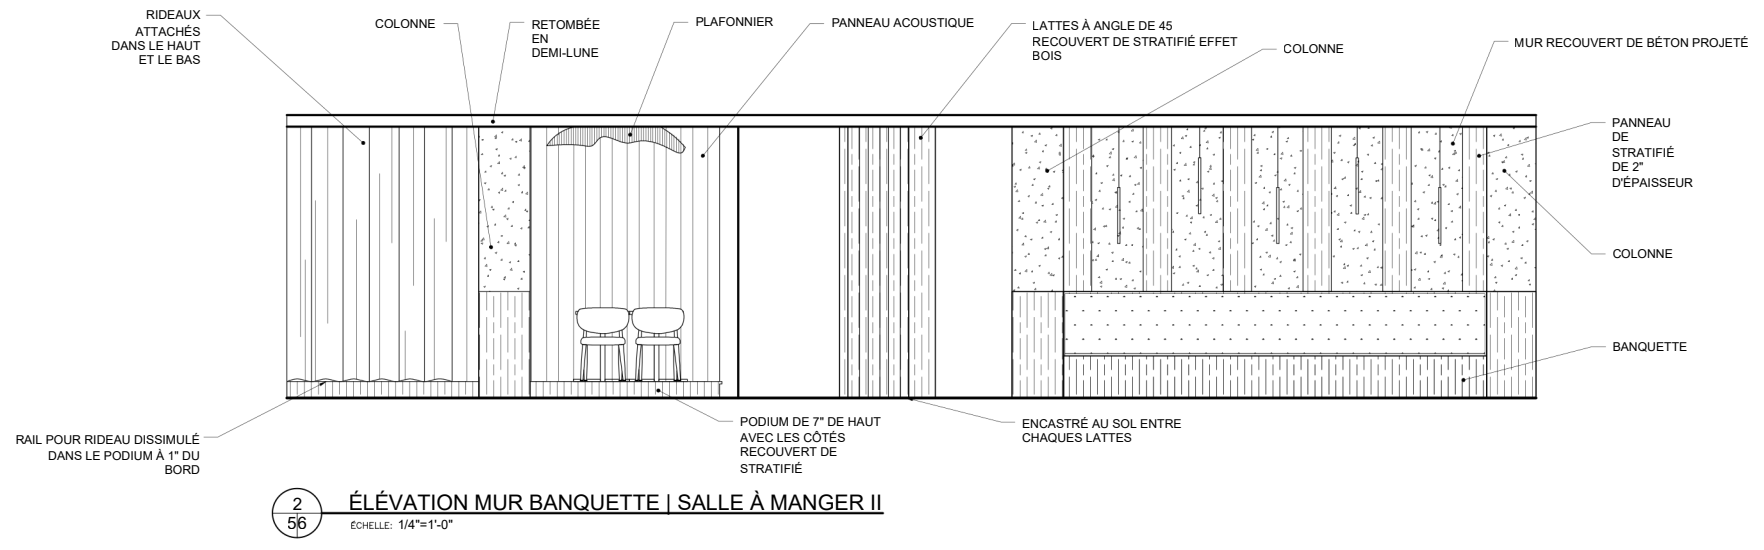 RIDEAUX
ATTACHÉS
DANS LE HAUT
ET LE BAS
COLONNE
RETOMBÉE
EN
DEMI-LUNE
PLAFONNIER
PANNEAU ACOUSTIQUE
LATTES À ANGLE DE 45
RECOUVERT DE STRATIFIÉ EFFET
BOIS
COLONNE
MUR RECOUVERT DE BÉTON PROJETÉ
PANNEAU
DE
STRATIFIÉ
DE 2"
D'ÉPAISSEUR
COLONNE
BANQUETTE
RAIL POUR RIDEAU DISSIMULÉ
DANS LE PODIUM À 1" DU
BORD
PODIUM DE 7" DE HAUT
AVEC LES CÔTÉS
RECOUVERT DE
STRATIFIÉ
ENCASTRÉ AU SOL ENTRE
CHAQUES LATTES
2
56
ÉLÉVATION MUR BANQUETTE | SALLE À MANGER II
ÉCHELLE: 1/4"=1'-0"